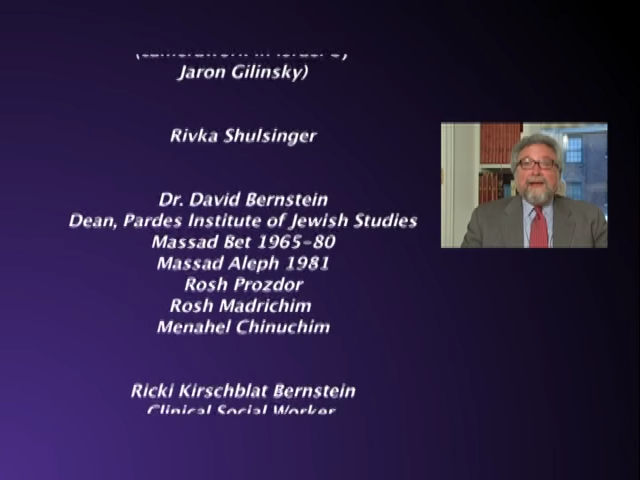 Jaron Gilinsky)
Rivka Shulsinger
Dr. David Bernstein
Dean, Pardes Institute of Jewish Studies
Massad Bet 1965-80
Massad Aleph 1981
Rosh Prozdor
Rosh Madrichim
Menahel Chinuchim
Ricki Kirschblat Bernstein
Clinical Social Worker